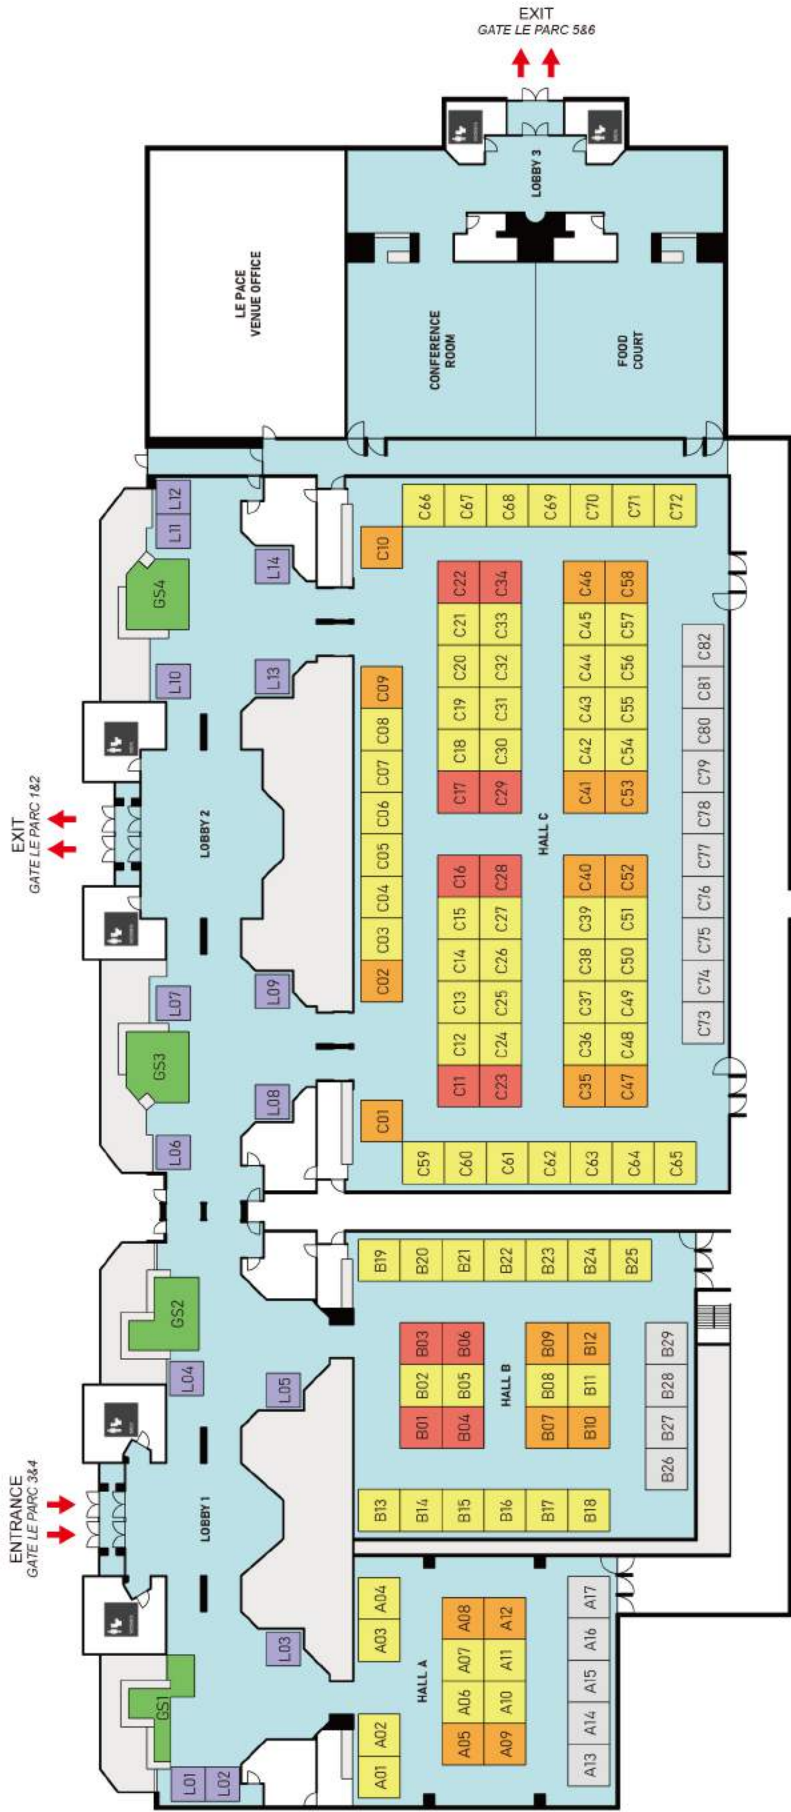 EXIT
GATE LE PARC 5&6
LOBBY 3
LE PACE
VENUE OFFICE
CONFERENCE
ROOM
FOOD
COURT
EXIT
GATE LE PARC 1&2
LOBBY 2
ENTRANCE
GATE LE PARC 3&4
LOBBY 1
GS1
GS2
GS3
GS4
L01
L02
L03
L04
L05
L06
L07
L08
L09
L10
L11
L12
L13
L14
HALL A
A01
A02
A03
A04
A05
A06
A07
A08
A09
A10
A11
A12
A13
A14
A15
A16
A17
HALL B
B01
B02
B03
B04
B05
B06
B07
B08
B09
B10
B11
B12
B13
B14
B15
B16
B17
B18
B19
B20
B21
B22
B23
B24
B25
B26
B27
B28
B29
HALL C
C01
C02
C03
C04
C05
C06
C07
C08
C09
C10
C11
C12
C13
C14
C15
C16
C17
C18
C19
C20
C21
C22
C23
C24
C25
C26
C27
C28
C29
C30
C31
C32
C33
C34
C35
C36
C37
C38
C39
C40
C41
C42
C43
C44
C45
C46
C47
C48
C49
C50
C51
C52
C53
C54
C55
C56
C57
C58
C59
C60
C61
C62
C63
C64
C65
C66
C67
C68
C69
C70
C71
C72
C73
C74
C75
C76
C77
C78
C79
C80
C81
C82